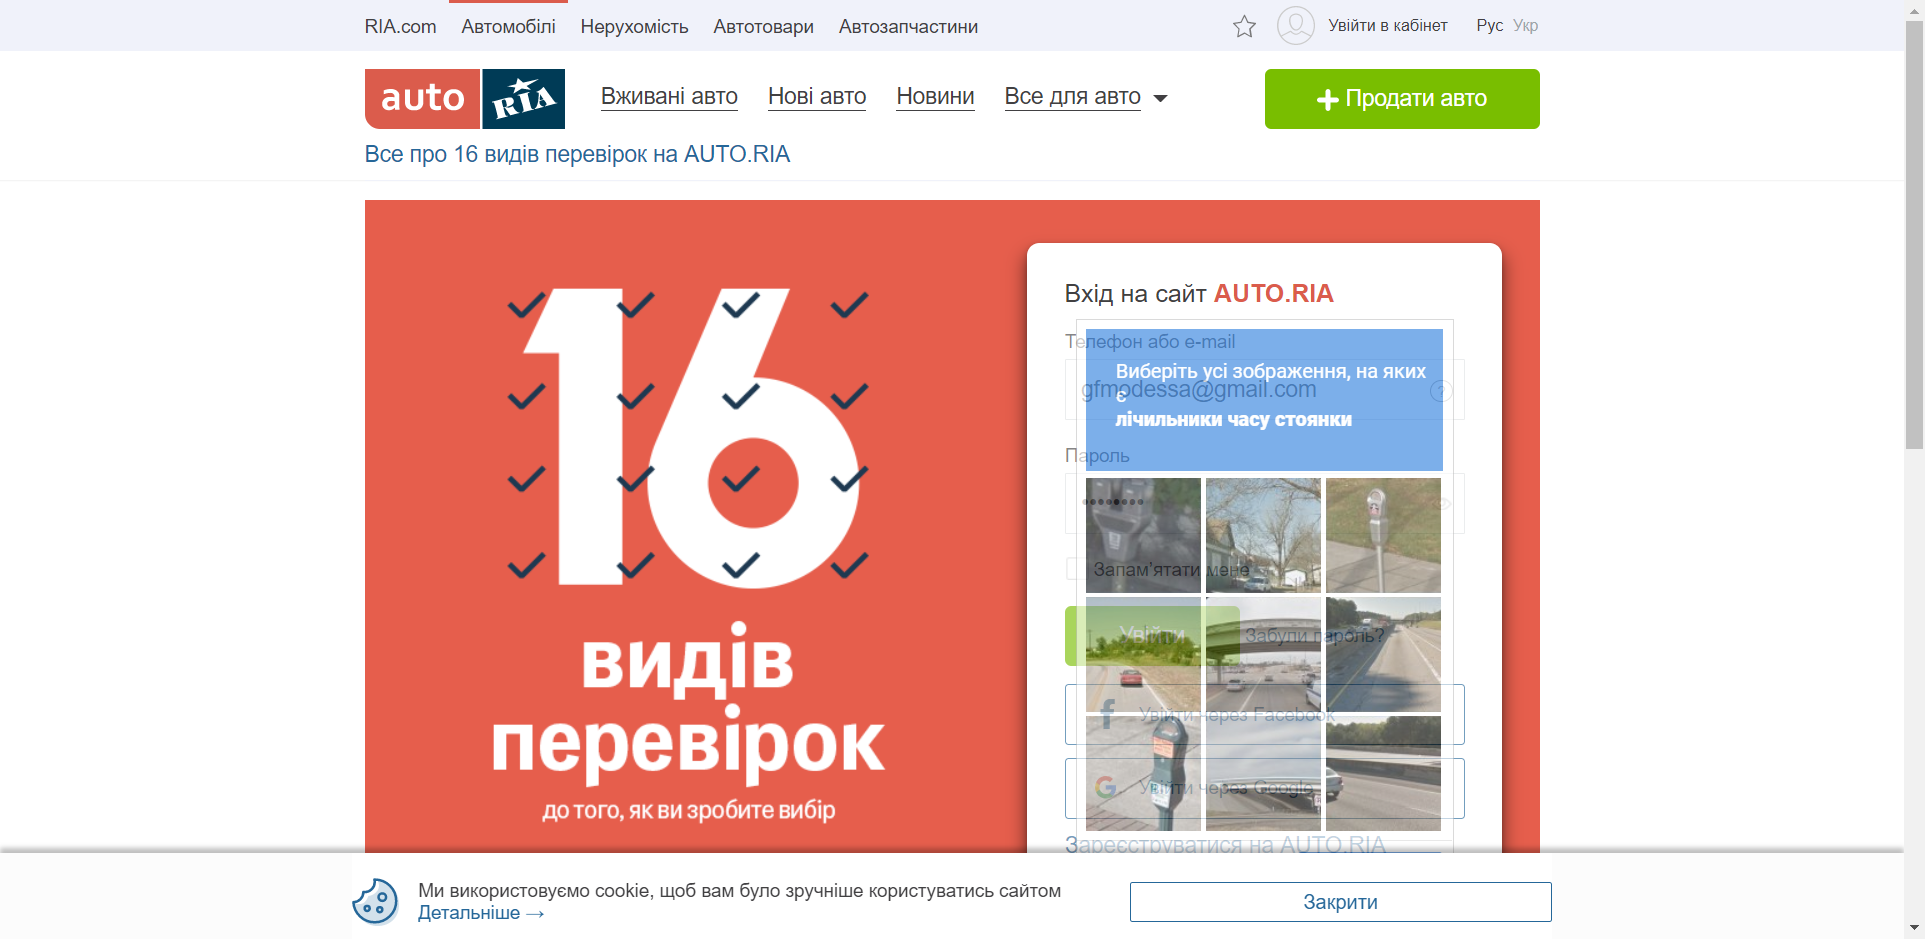 RIA.com Автомобілі Нерухомість Автотовари Автозапчастини Увійти в кабінет Рус Укр
auto RIA Вживані авто Нові авто Новини Все для авто Продати авто
Все про 16 видів перевірок на AUTO.RIA
16
видів
перевірок
до того, як ви зробите вибір
Вхід на сайт AUTO.RIA
Телефон або e-mail
gfmodessa@gmail.com
Виберіть усі зображення, на яких
є
лічильники часу стоянки
Пароль
Запам'ятати мене
Увійти Забули пароль?
Увійти через Facebook
Увійти через Google
Зареєструватися на AUTO.RIA
Ми використовуємо cookie, щоб вам було зручніше користуватись сайтом
Детальніше →
Закрити